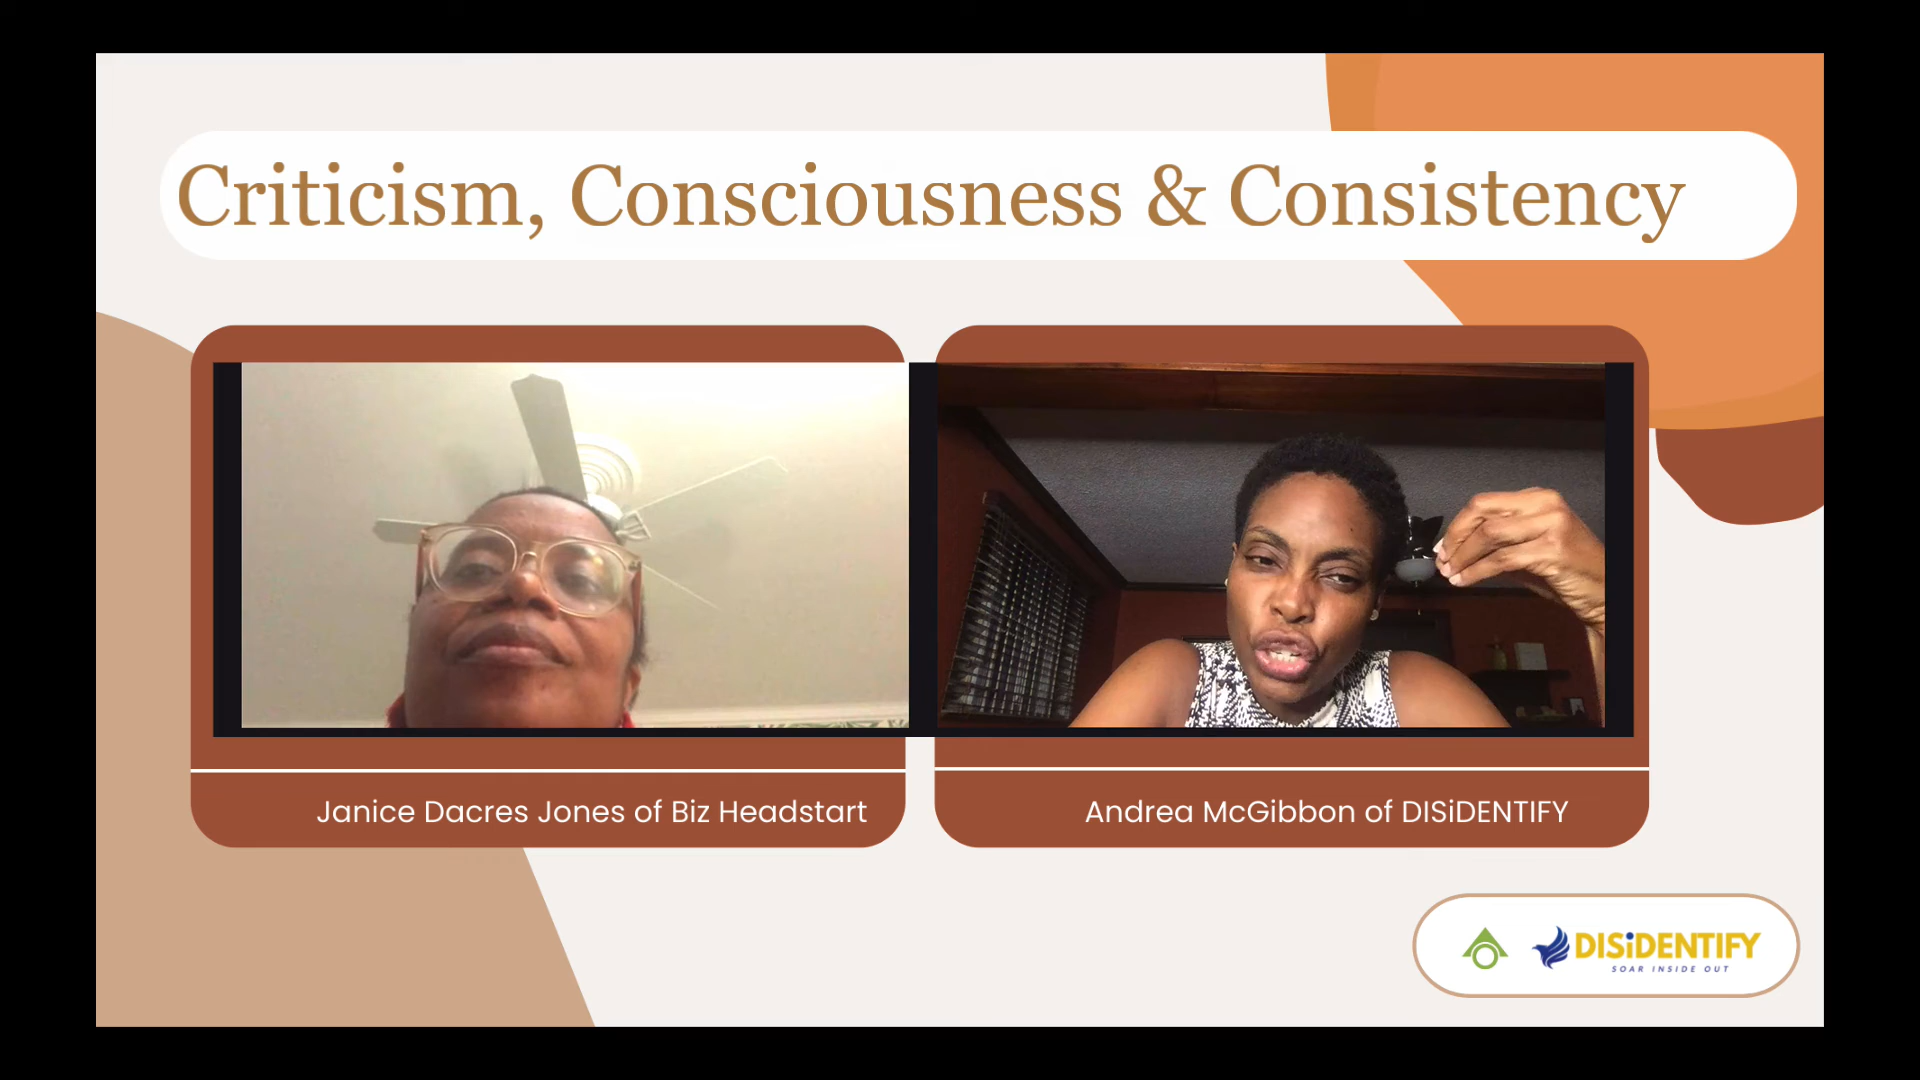 Criticism, Consciousness & Consistency
Janice Dacres Jones of Biz Headstart
Andrea McGibbon of DISiDENTIFY
DISiDENTIFY
SOAR INSIDE OUT